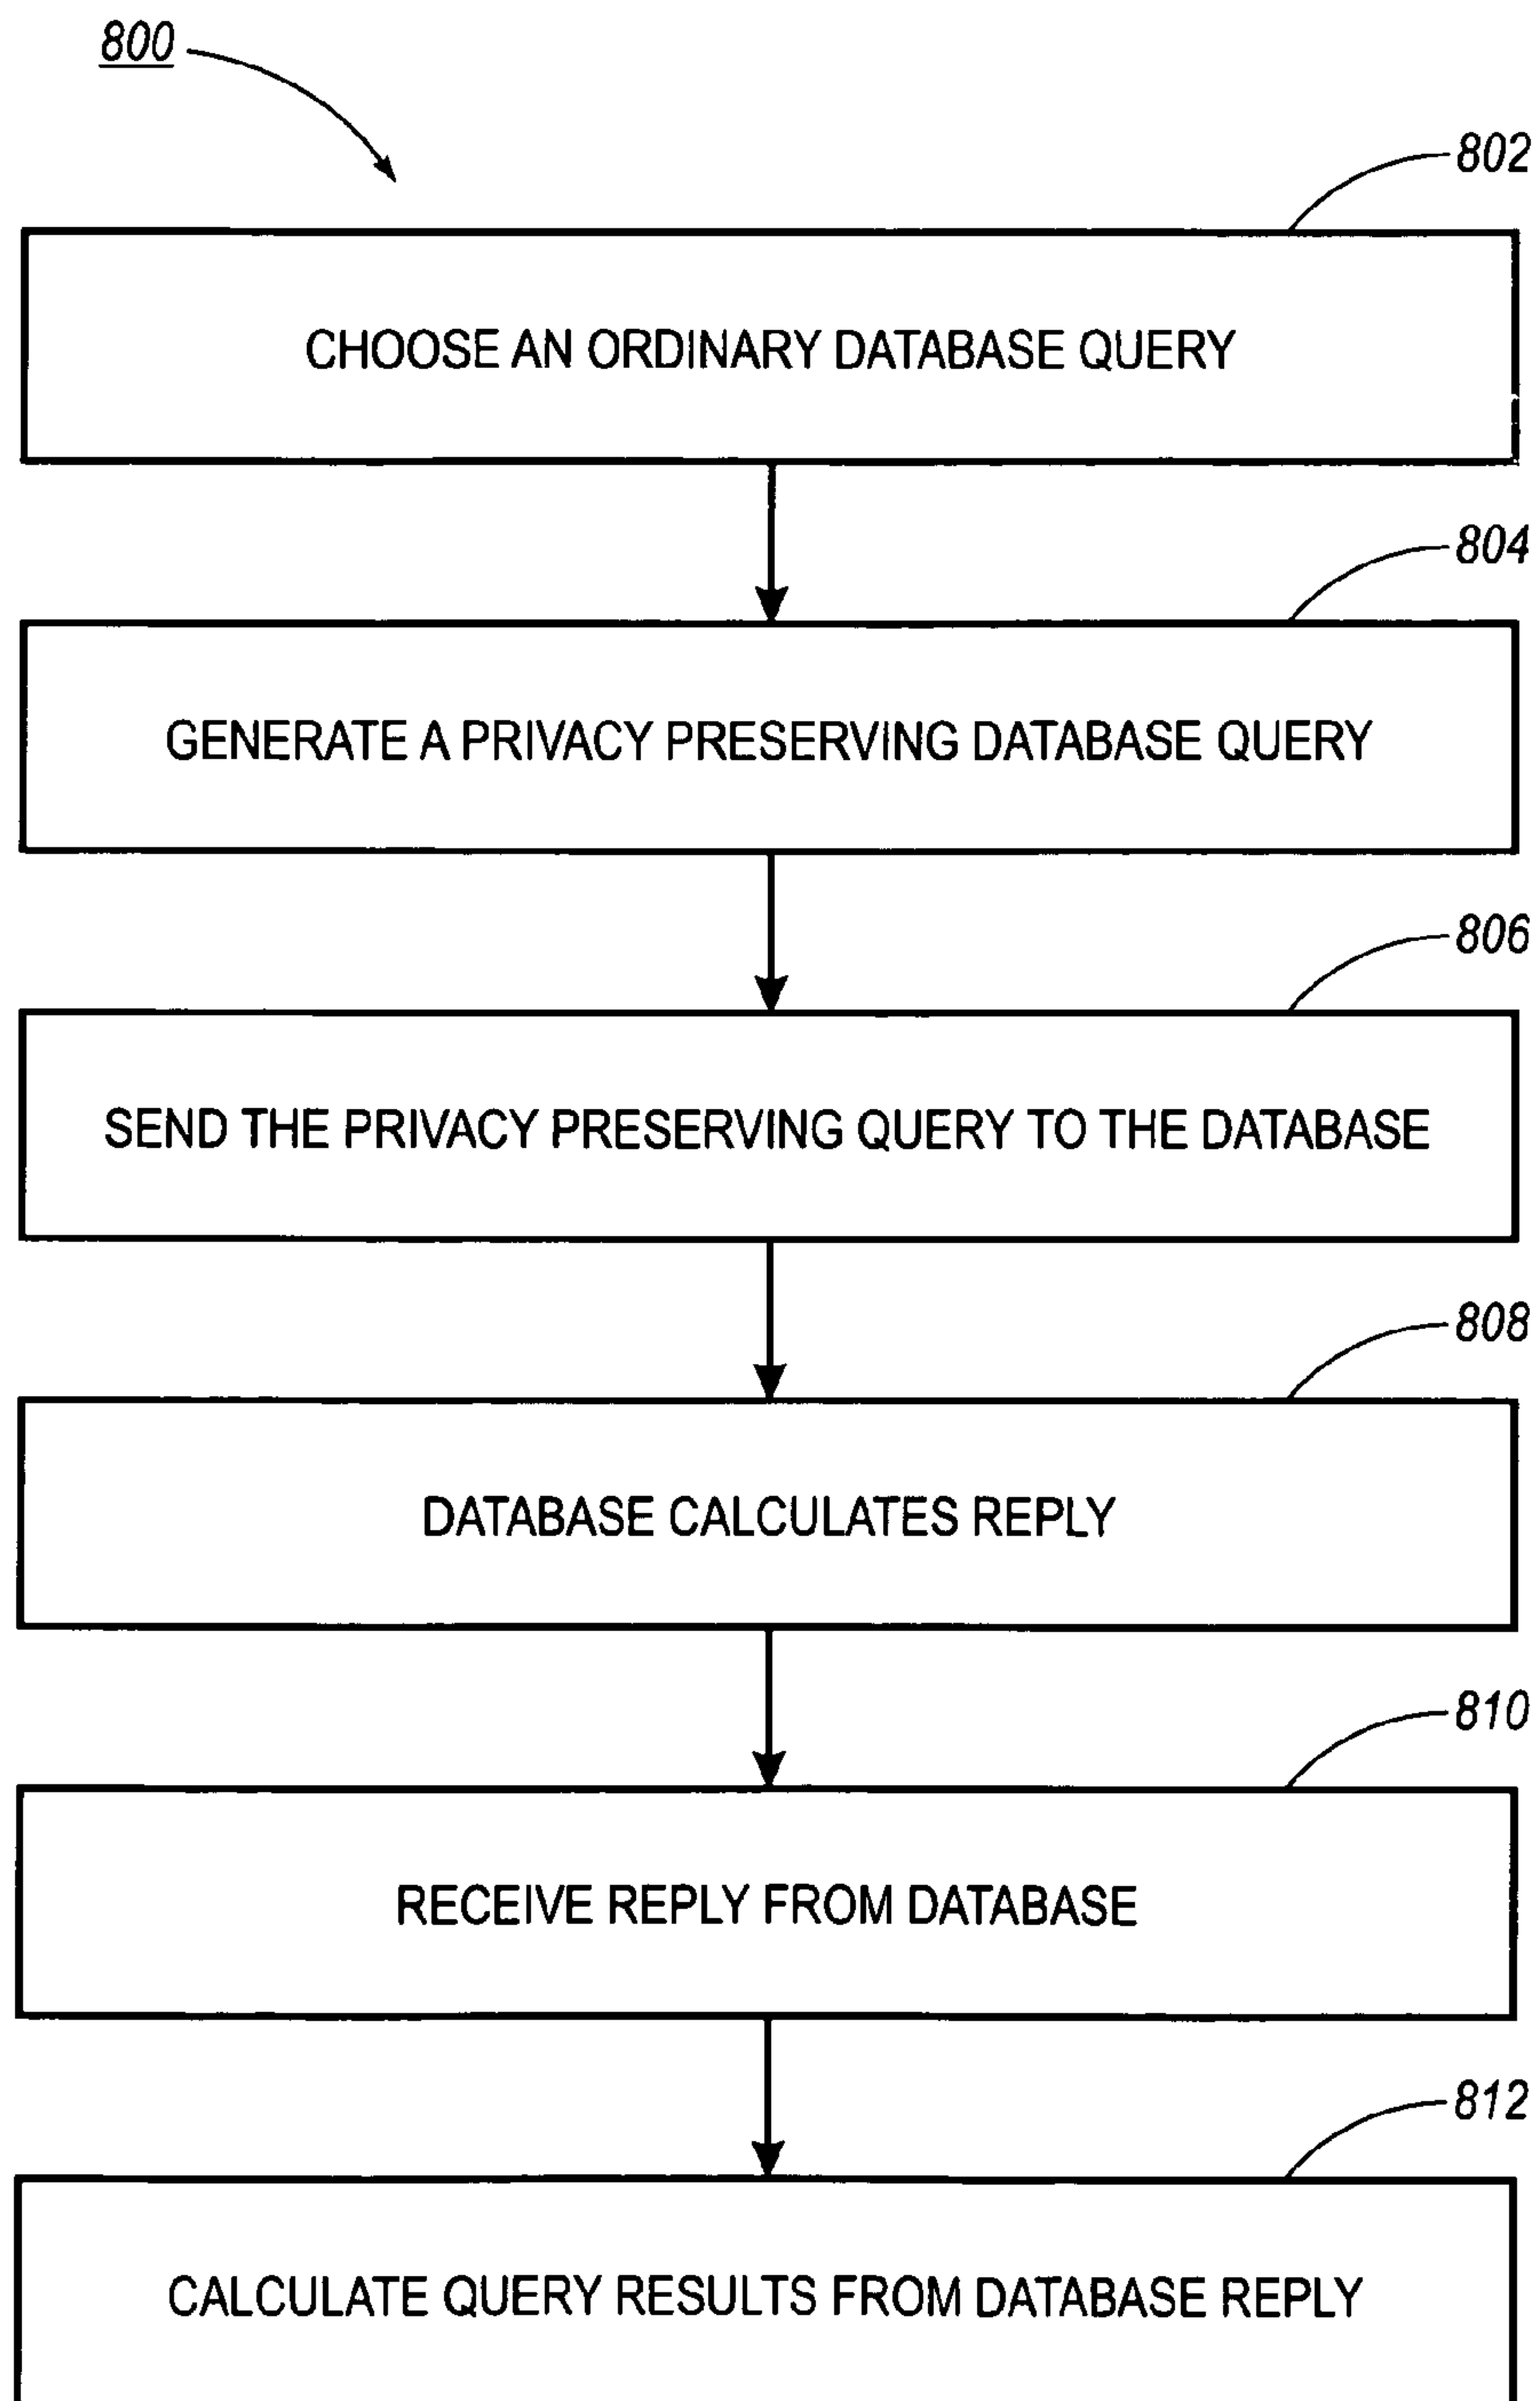 800
802
CHOOSE AN ORDINARY DATABASE QUERY
804
GENERATE A PRIVACY PRESERVING DATABASE QUERY
806
SEND THE PRIVACY PRESERVING QUERY TO THE DATABASE
808
DATABASE CALCULATES REPLY
810
RECEIVE REPLY FROM DATABASE
812
CALCULATE QUERY RESULTS FROM DATABASE REPLY